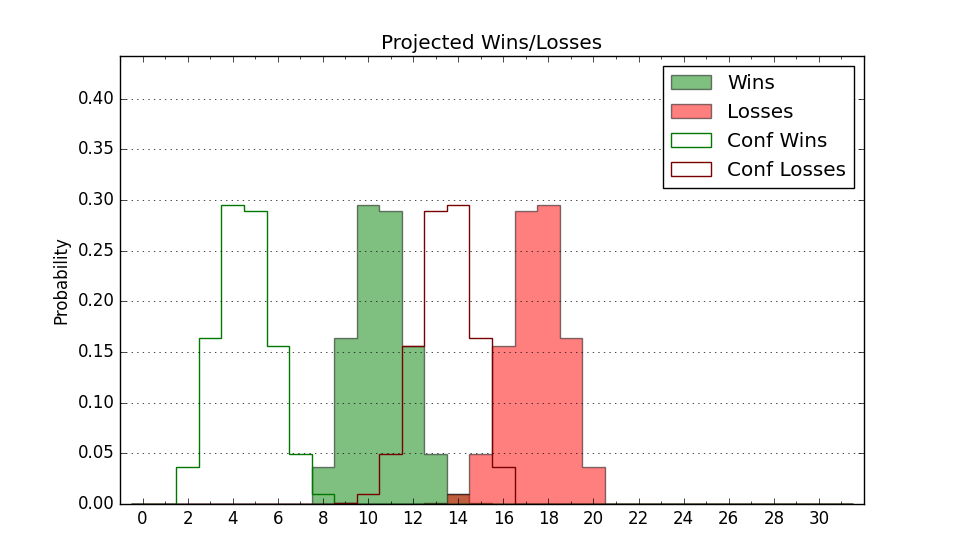 Projected Wins/Losses
Wins
Losses
Conf Wins
Conf Losses
Probability
0.40
0.35
0.30
0.25
0.20
0.15
0.10
0.05
0.00
0 2 4 6 8 10 12 14 16 18 20 22 24 26 28 30